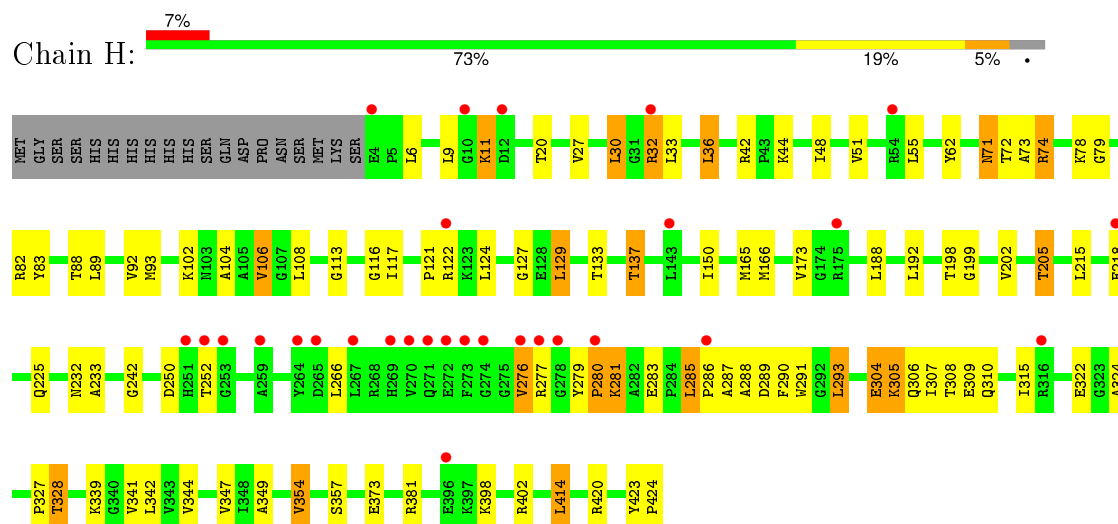 7%
Chain H:
73% 19% 5% •
MET GLY SER SER HIS HIS HIS HIS HIS HIS SER GLN ASP PRO ASN SER MET LYS SER E4 P5 L6 L9 G10 K11 D12 T20 V27 L30 G31 R32 L33 L36 R42 P43 K44 I48 V51 R54 L55 Y62 N71 T72 A73 R74 K78 G79
R82 Y83 T88 L89 V92 M93 K102 N103 A104 A105 V106 G107 L108 G113 G116 I117 P121 R122 K123 L124 G127 E128 L129 T133 T137 L143 I150 M165 M166 V173 G174 R175 L188 L192 T198 G199 V202 T205 L215
Q225 N232 A233 G242 D250 H251 T252 G253 A259 Y264 D265 L266 L267 R268 H269 V270 Q271 E272 F273 G274 G275 V276 R277 G278 Y279 P280 K281 A282 E283 P284 L285 P286 A287 A288 D289 F290 W291 G292 L293 E304 K305 Q306 I307 T308 E309 Q310 I315 R316 E322 G323 A324
P327 T328 K339 G340 V341 L342 V343 V344 V347 I348 A349 V354 S357 E373 R381 E396 K397 K398 R402 L414 R420 Y423 P424